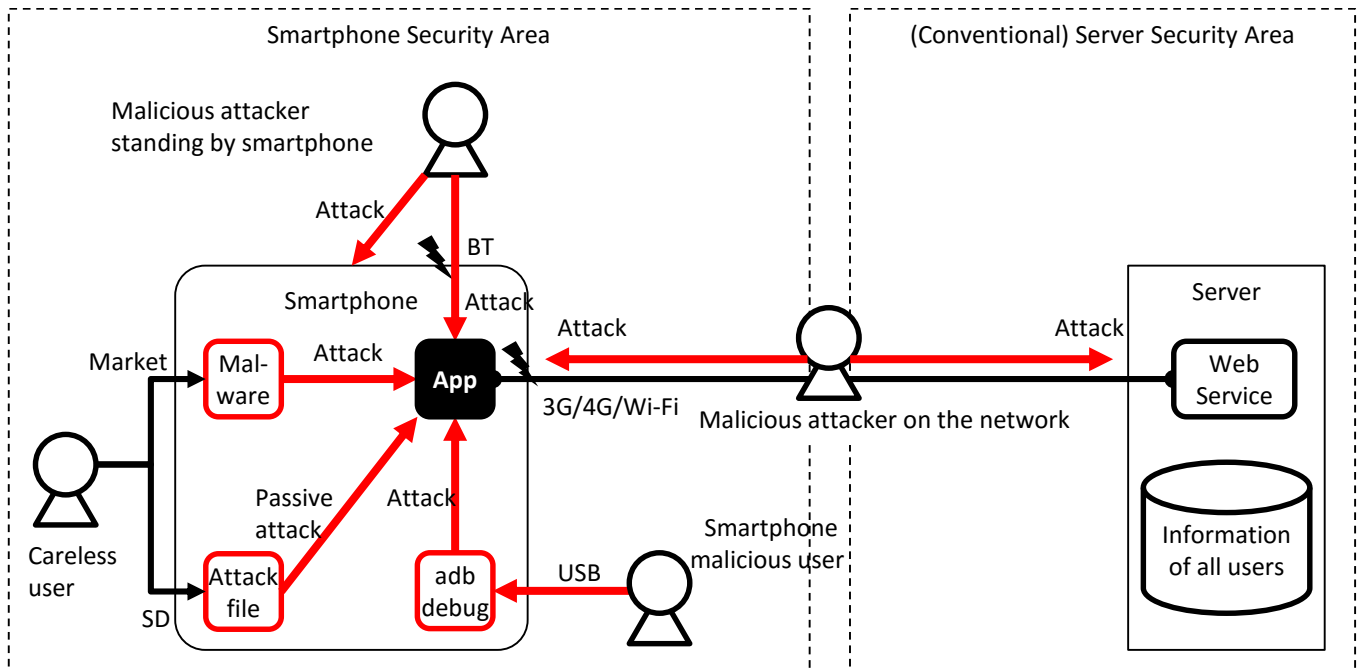 Smartphone Security Area
(Conventional) Server Security Area
Malicious attacker
standing by smartphone
Attack
BT
Smartphone
Attack
Server
Attack
Attack
Market
Mal-
ware
Attack
App
Web
Service
3G/4G/Wi-Fi
Malicious attacker on the network
Passive
attack
Attack
Careless
user
Smartphone
malicious user
Information
of all users
Attack
file
adb
debug
USB
SD